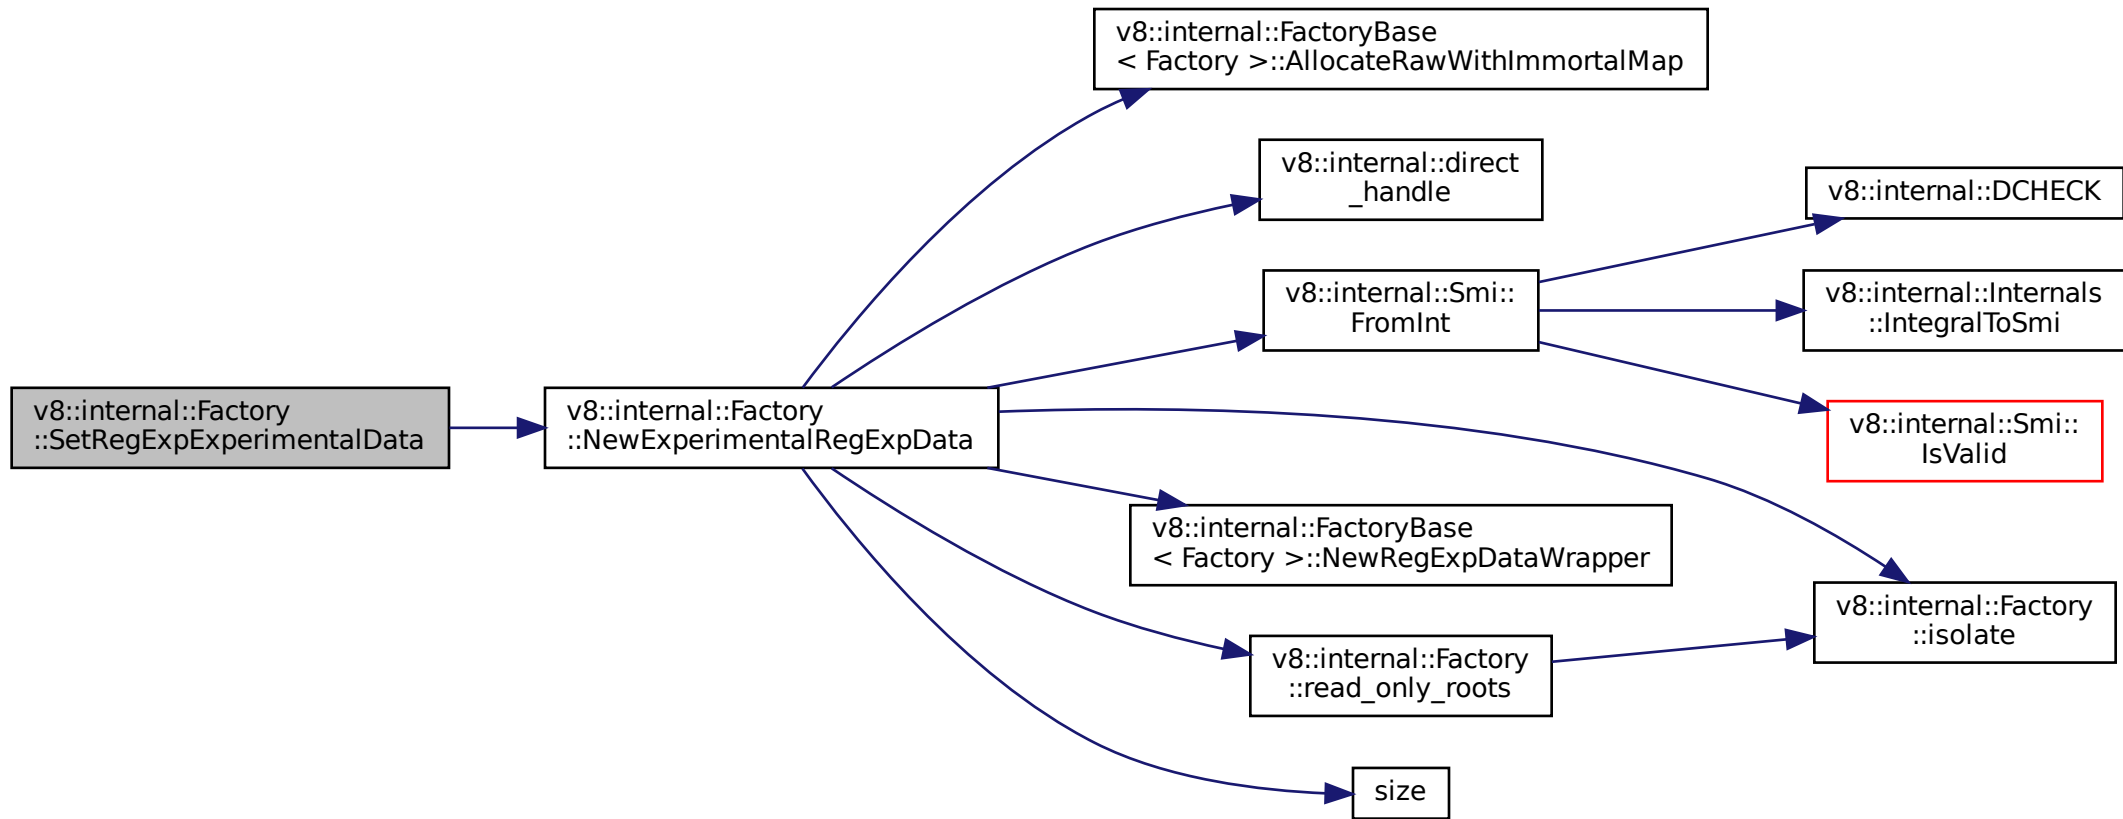 v8::internal::FactoryBase
< Factory >::AllocateRawWithImmortalMap
v8::internal::direct
_handle
v8::internal::DCHECK
v8::internal::Smi::
FromInt
v8::internal::Internals
::IntegralToSmi
v8::internal::Factory
::SetRegExpExperimentalData
v8::internal::Factory
::NewExperimentalRegExpData
v8::internal::Smi::
IsValid
v8::internal::FactoryBase
< Factory >::NewRegExpDataWrapper
v8::internal::Factory
::isolate
v8::internal::Factory
::read_only_roots
size